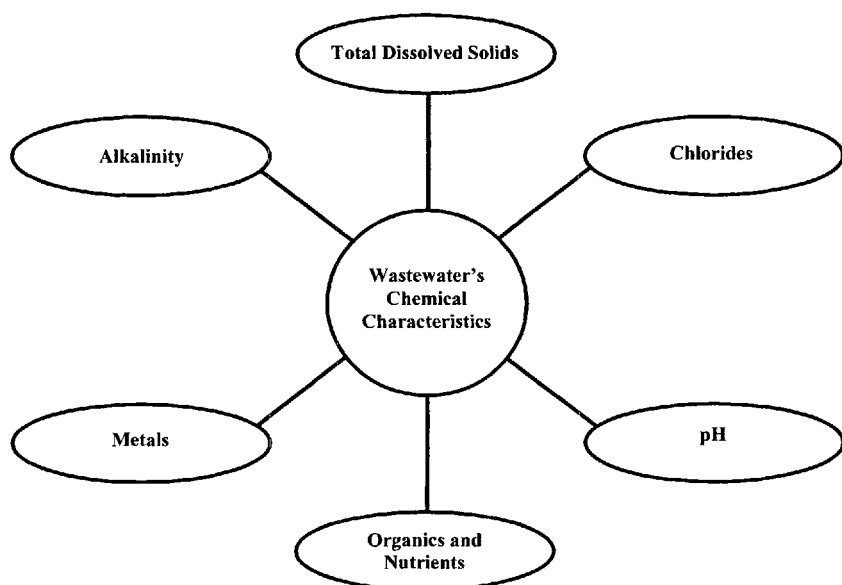 Total Dissolved Solids
Alkalinity
Chlorides
Wastewater’s
Chemical
Characteristics
Metals
pH
Organics and
Nutrients